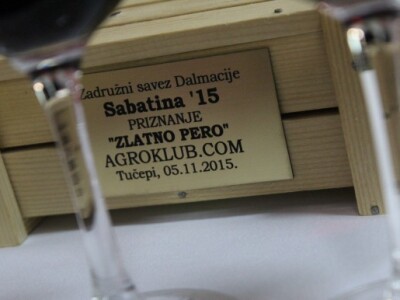 Zadružni savez Dalmacije
Sabatina '15
PRIZNANJE
"ZLATNO PERO"
AGROKLUB.COM
Tučepi, 05.11.2015.